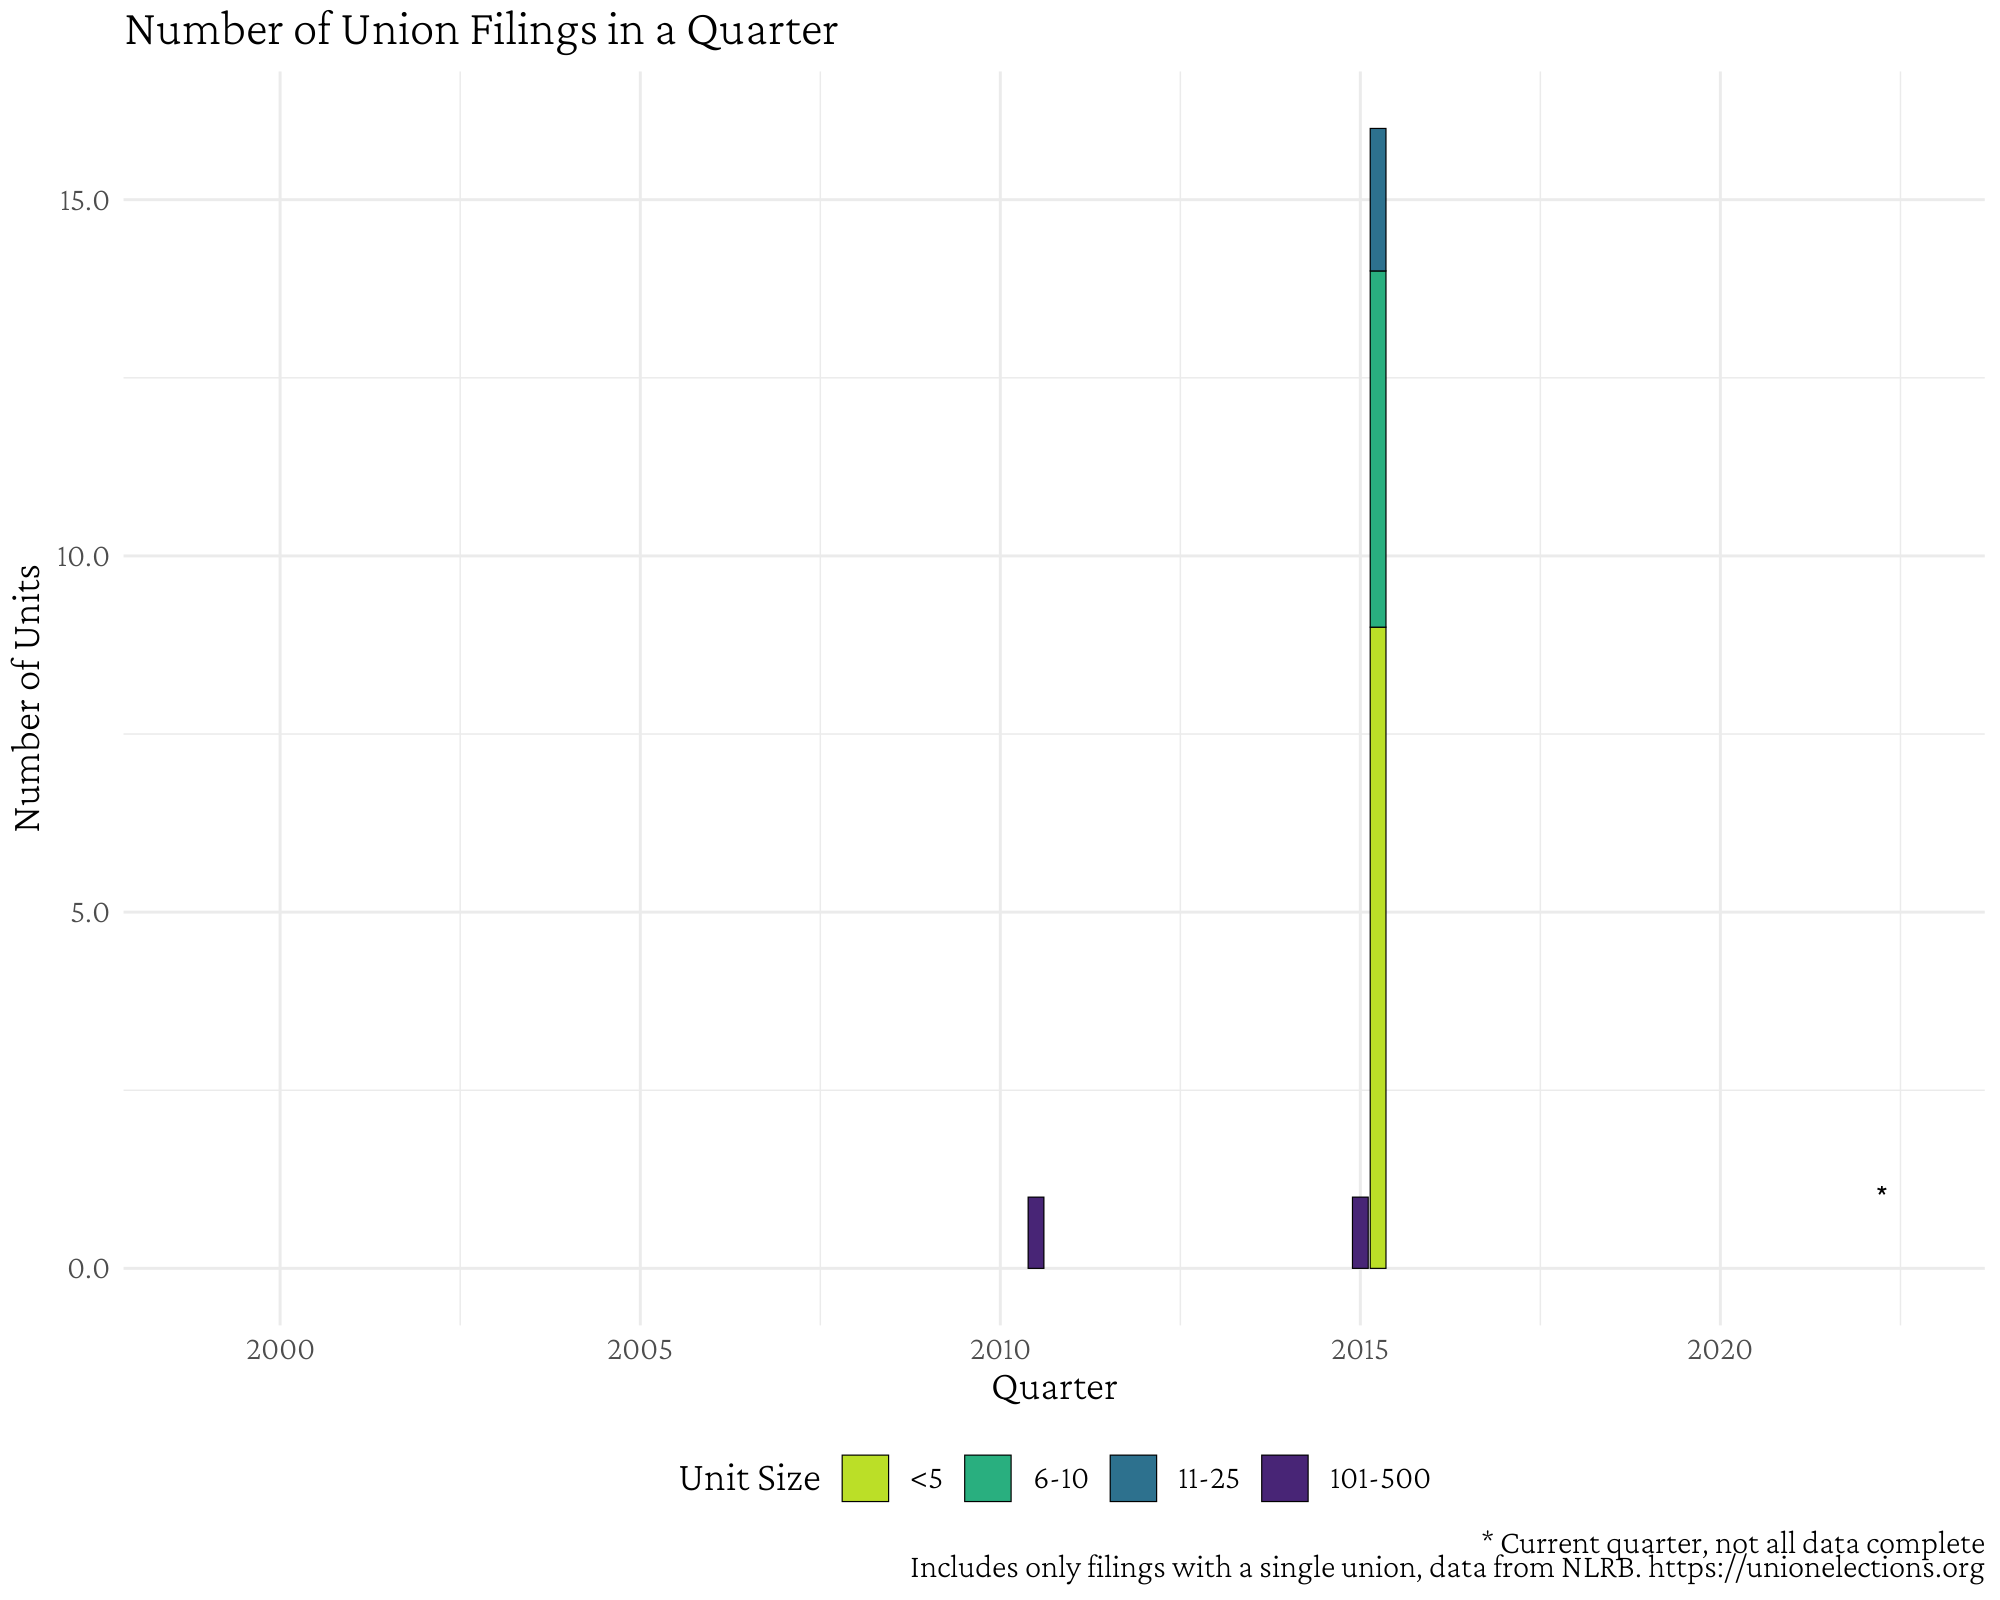 Number of Union Filings in a Quarter
Number of Units
15.0
10.0
5.0
0.0
*
2000 2005 2010 2015 2020
Quarter
Unit Size <5 6-10 11-25 101-500
* Current quarter, not all data complete
Includes only filings with a single union, data from NLRB. https://unionelections.org